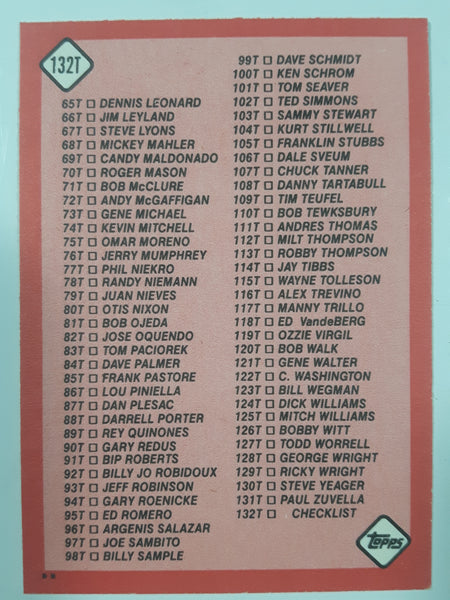 132T
65T DENNIS LEONARD
66T JIM LEYLAND
67T STEVE LYONS
68T MICKEY MAHLER
69T CANDY MALDONADO
70T ROGER MASON
71T BOB McCLURE
72T ANDY McGAFFIGAN
73T GENE MICHAEL
74T KEVIN MITCHELL
75T OMAR MORENO
76T JERRY MUMPHREY
77T PHIL NIEKRO
78T RANDY NIEMANN
79T JUAN NIEVES
80T OTIS NIXON
81T BOB OJEDA
82T JOSE OQUENDO
83T TOM PACIOREK
84T DAVE PALMER
85T FRANK PASTORE
86T LOU PINIELLA
87T DAN PLESAC
88T DARRELL PORTER
89T REY QUINONES
90T GARY REDUS
91T BIP ROBERTS
92T BILLY JO ROBIDOUX
93T JEFF ROBINSON
94T GARY ROENICKE
95T ED ROMERO
96T ARGENIS SALAZAR
97T JOE SAMBITO
98T BILLY SAMPLE
99T DAVE SCHMIDT
100T KEN SCHROM
101T TOM SEAVER
102T TED SIMMONS
103T SAMMY STEWART
104T KURT STILLWELL
105T FRANKLIN STUBBS
106T DALE SVEUM
107T CHUCK TANNER
108T DANNY TARTABULL
109T TIM TEUFEL
110T BOB TEWKSBURY
111T ANDRES THOMAS
112T MILT THOMPSON
113T ROBBY THOMPSON
114T JAY TIBBS
115T WAYNE TOLLESON
116T ALEX TREVINO
117T MANNY TRILLO
118T ED VandeBERG
119T OZZIE VIRGIL
120T BOB WALK
121T GENE WALTER
122T C. WASHINGTON
123T BILL WEGMAN
124T DICK WILLIAMS
125T MITCH WILLIAMS
126T BOBBY WITT
127T TODD WORRELL
128T GEORGE WRIGHT
129T RICKY WRIGHT
130T STEVE YEAGER
131T PAUL ZUVELLA
132T CHECKLIST
Topps